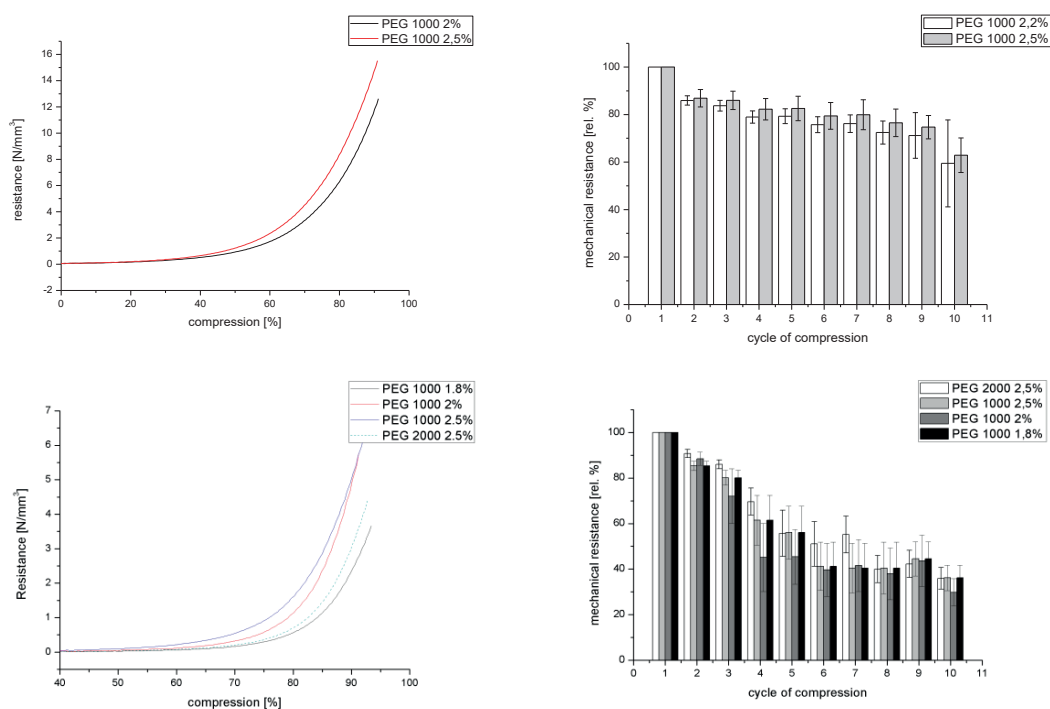 PEG 1000 2%
PEG 1000 2,5%
16
14
12
10
8
6
4
2
0
-2
resistance [N/mm³]
0 20 40 60 80 100
compression [%]
PEG 1000 2,2%
PEG 1000 2,5%
100
80
60
40
20
0
mechanical resistance [rel. %]
0 1 2 3 4 5 6 7 8 9 10 11
cycle of compression
PEG 1000 1.8%
PEG 1000 2%
PEG 1000 2.5%
PEG 2000 2.5%
7
6
5
4
3
2
1
0
Resistance [N/mm³]
40 50 60 70 80 90 100
compression [%]
PEG 2000 2,5%
PEG 1000 2,5%
PEG 1000 2%
PEG 1000 1,8%
100
80
60
40
20
0
mechanical resistance [rel. %]
0 1 2 3 4 5 6 7 8 9 10 11
cycle of compression